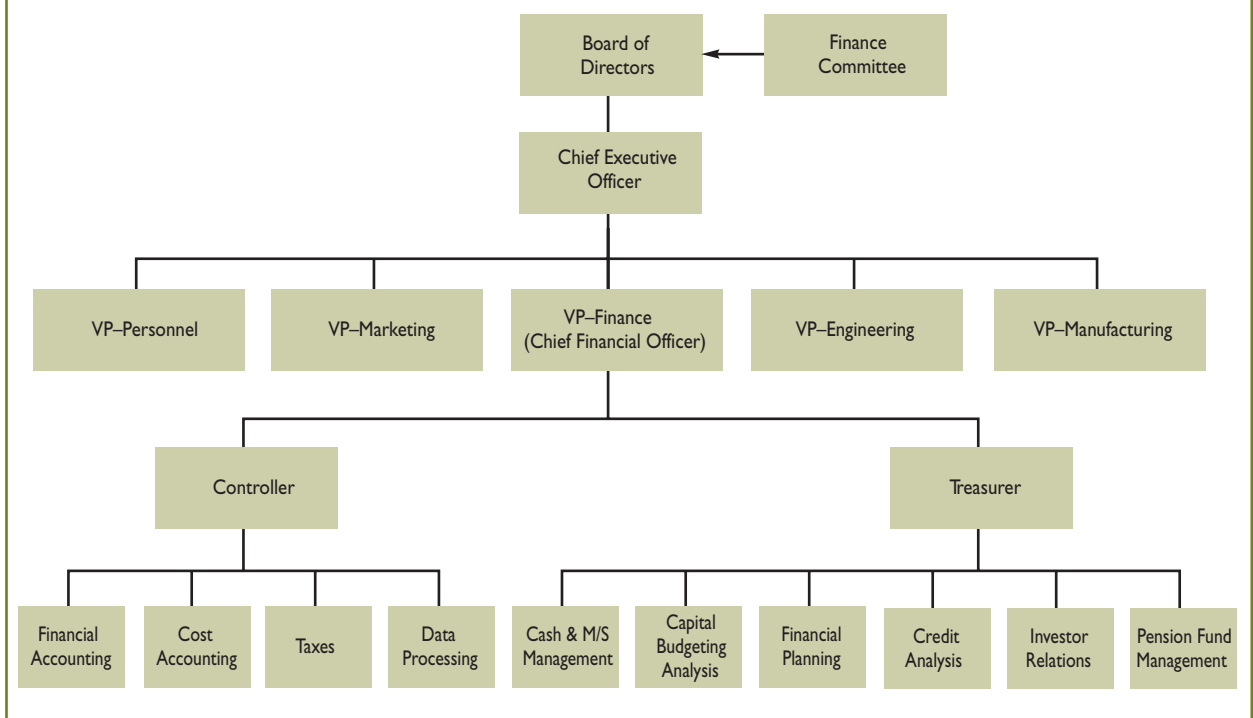 Board of
Directors
Finance
Committee
Chief Executive
Officer
VP–Personnel
VP–Marketing
VP–Finance
(Chief Financial Officer)
VP–Engineering
VP–Manufacturing
Controller
Treasurer
Financial
Accounting
Cost
Accounting
Taxes
Data
Processing
Cash & M/S
Management
Capital
Budgeting
Analysis
Financial
Planning
Credit
Analysis
Investor
Relations
Pension Fund
Management